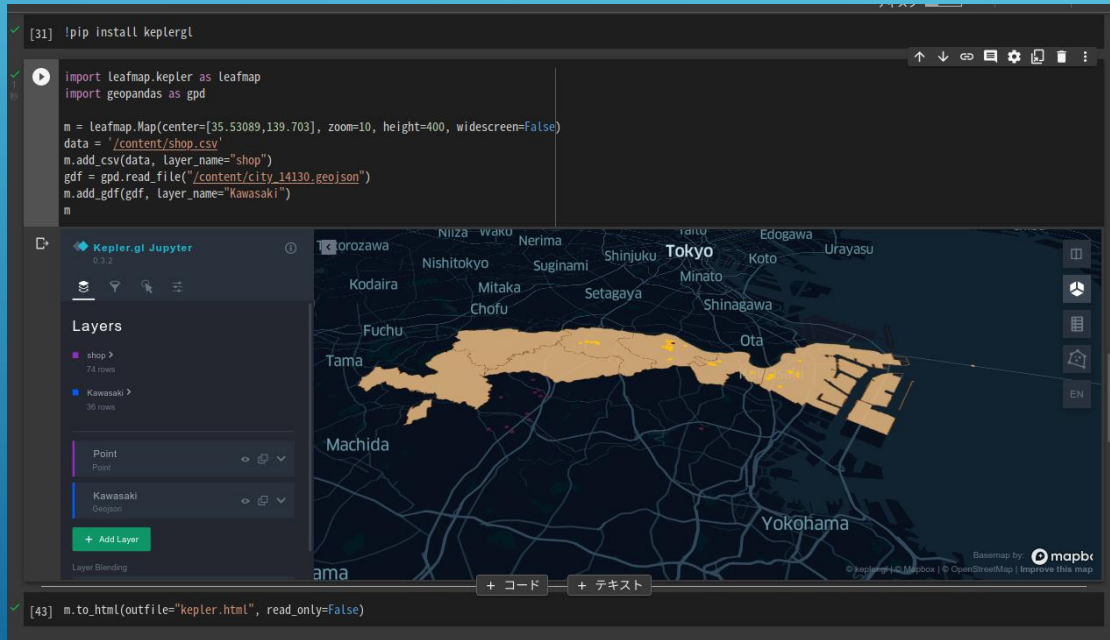 [31] !pip install keplergl
import leafmap.kepler as leafmap
import geopandas as gpd
m = leafmap.Map(center=[35.53089,139.703], zoom=10, height=400, widescreen=False)
data = '/content/shop.csv'
m.add_csv(data, layer_name="shop")
gdf = gpd.read_file("/content/city_14130.geojson")
m.add_gdf(gdf, layer_name="Kawasaki")
m
Kepler.gl Jupyter
0.3.2
Layers
shop
74 rows
Kawasaki
36 rows
Point
Point
Kawasaki
Geojson
+ Add Layer
Layer Blending
Niiza Wako
Nerima
Edogawa
Nishitokyo
Suginami
Shinjuku
Tokyo
Koto
Urayasu
Kodaira
Mitaka
Setagaya
Minato
Chofu
Shinagawa
Fuchu
Ota
Tama
Machida
Yokohama
EN
Basemap by:
© keplergl | © Mapbox | © OpenStreetMap | Improve this map
+ コード
+ テキスト
[43] m.to_html(outfile="kepler.html", read_only=False)